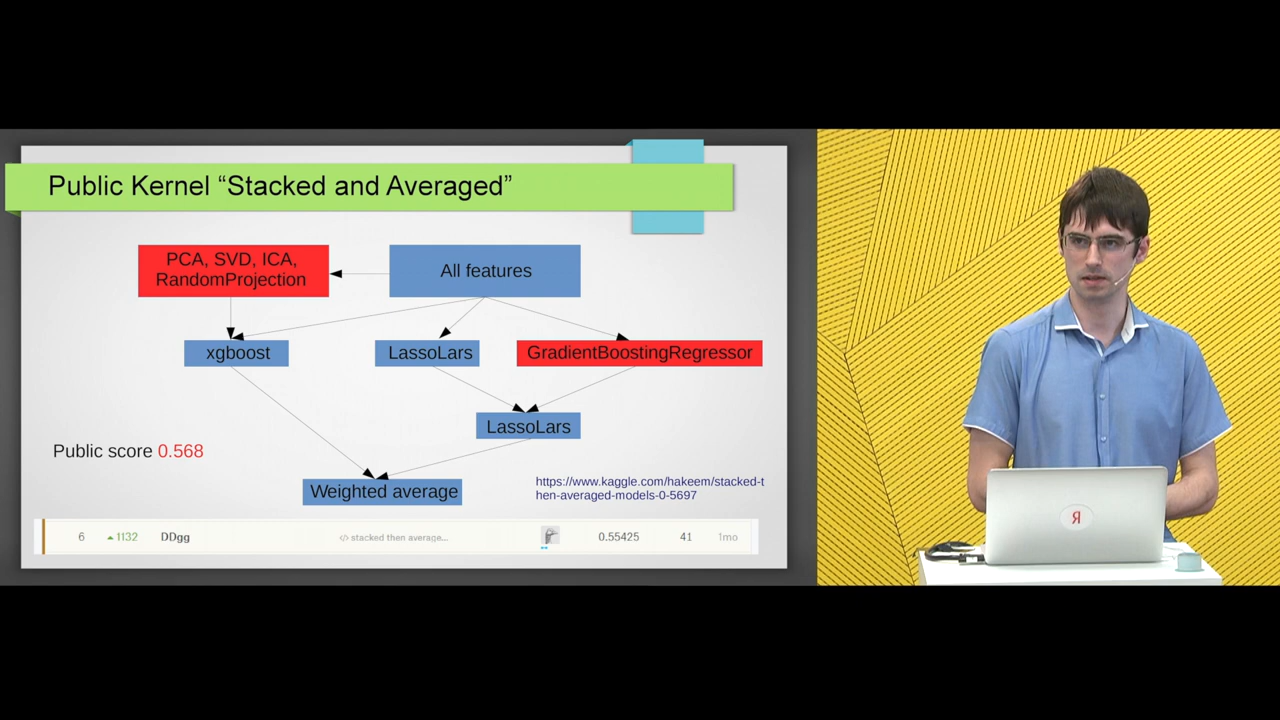 Public Kernel “Stacked and Averaged”
PCA, SVD, ICA,
RandomProjection
All features
xgboost
LassoLars
GradientBoostingRegressor
LassoLars
Public score 0.568
Weighted average
https://www.kaggle.com/hakeem/stacked-t
hen-averaged-models-0-5697
6 1132 DDgg </> stacked then average... 0.55425 41 1mo
Я